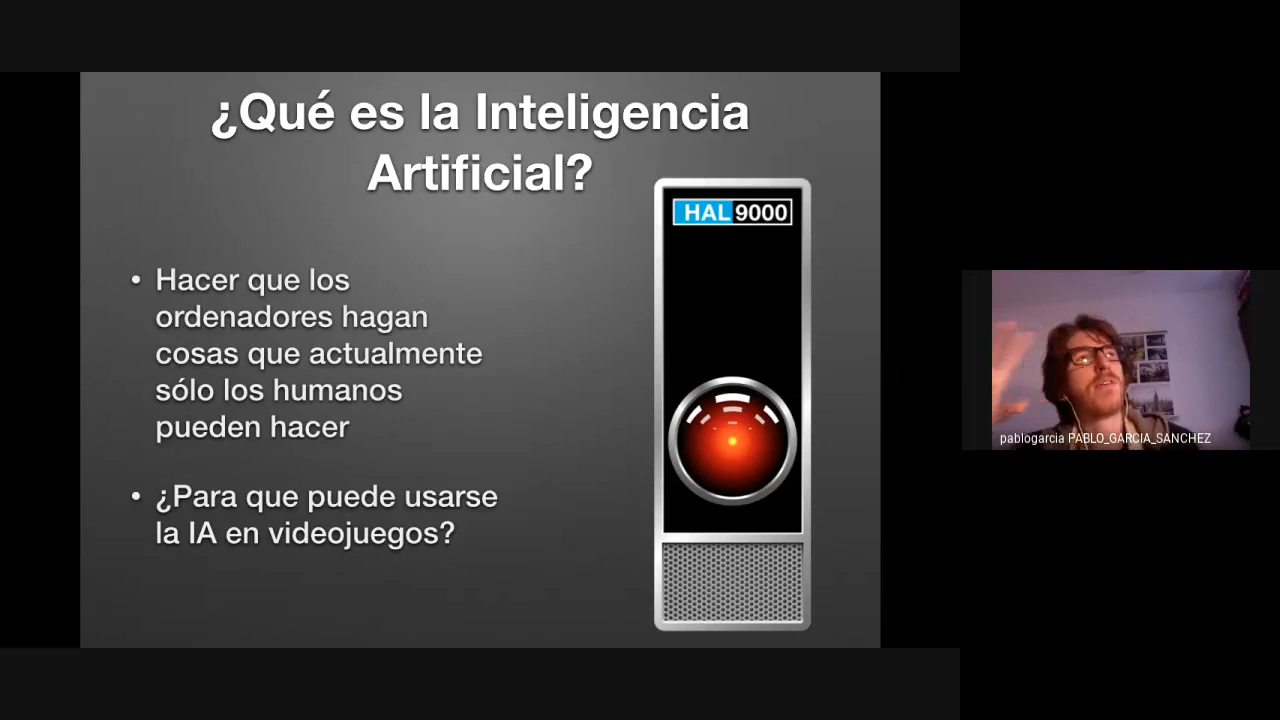 ¿Qué es la Inteligencia
Artificial?
HAL 9000
• Hacer que los
ordenadores hagan
cosas que actualmente
sólo los humanos
pueden hacer
• ¿Para que puede usarse
la IA en videojuegos?
pablogarcia PABLO_GARCIA_SANCHEZ